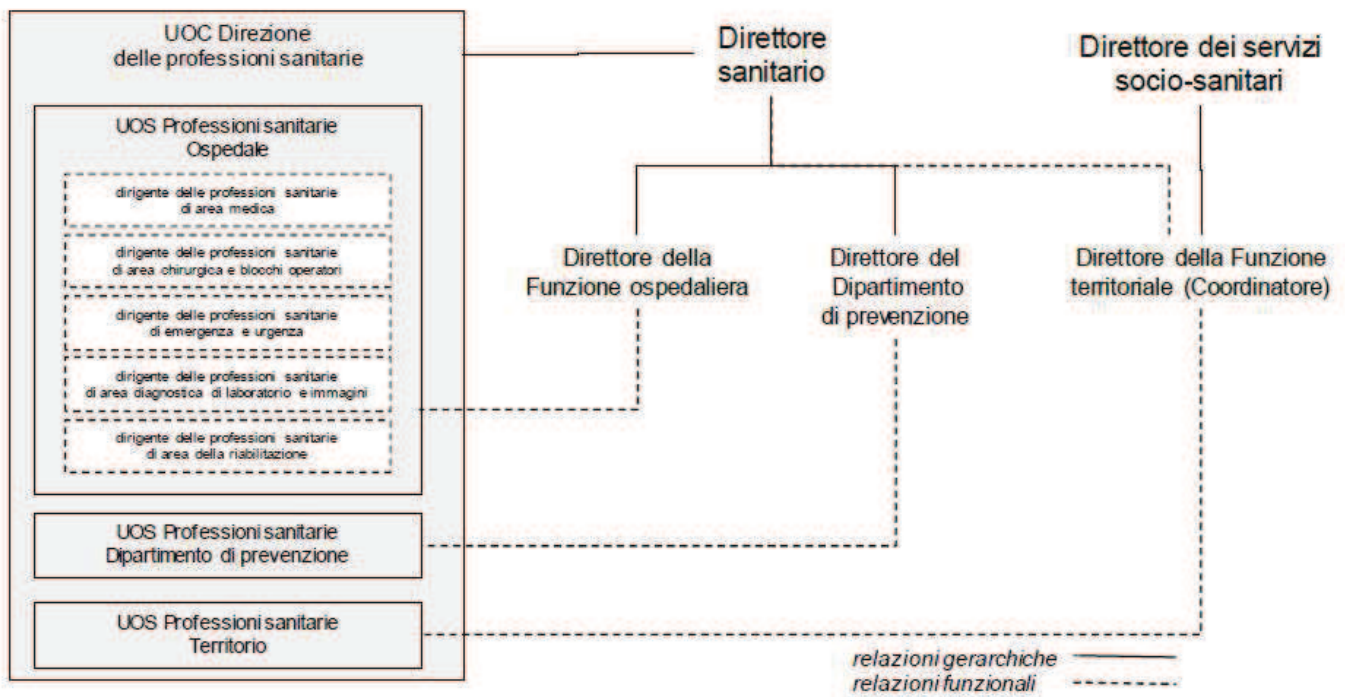 UOC Direzione
delle professioni sanitarie
UOS Professioni sanitarie
Ospedale
dirigente delle professioni sanitarie
di area medica
dirigente delle professioni sanitarie
di area chirurgica e blocchi operatori
dirigente delle professioni sanitarie
di emergenza e urgenza
dirigente delle professioni sanitarie
di area diagnostica di laboratorio e immagini
dirigente delle professioni sanitarie
di area della riabilitazione
UOS Professioni sanitarie
Dipartimento di prevenzione
UOS Professioni sanitarie
Territorio
Direttore
sanitario
Direttore dei servizi
socio-sanitari
Direttore della
Funzione ospedaliera
Direttore del
Dipartimento
di prevenzione
Direttore della Funzione
territoriale (Coordinatore)
relazioni gerarchiche
relazioni funzionali